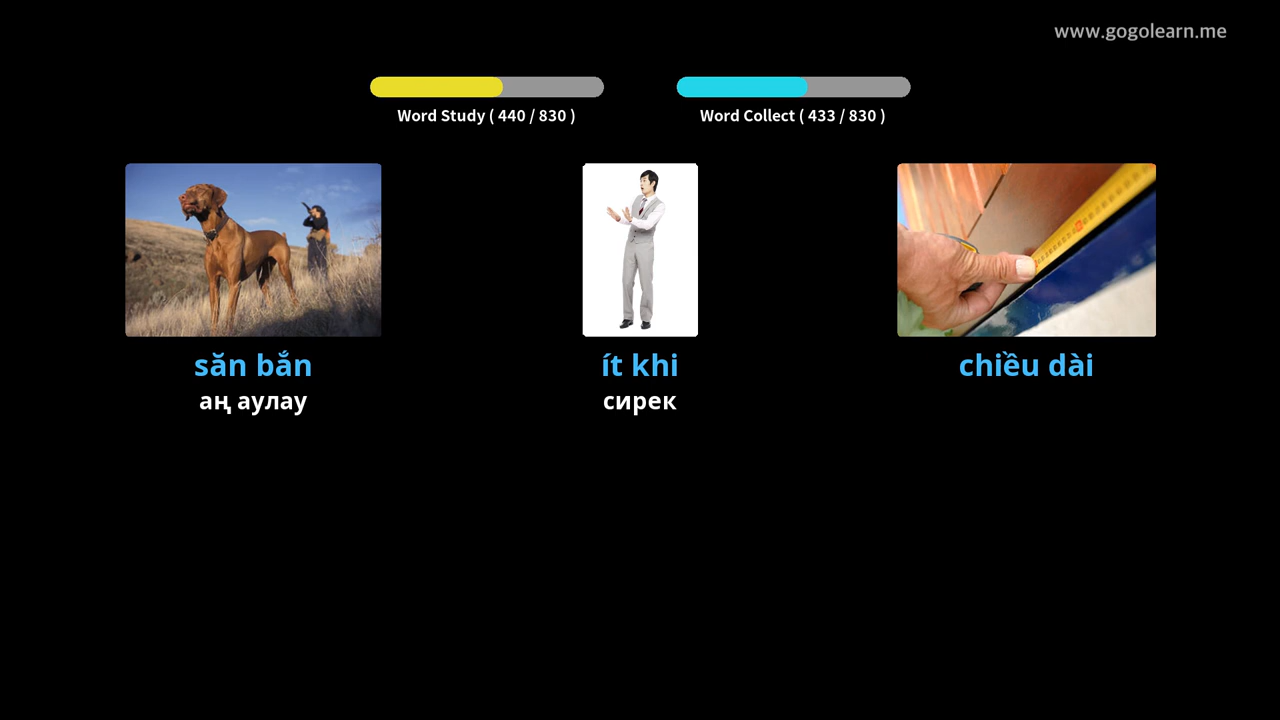 www.gogolearn.me
Word Study ( 440 / 830 )
Word Collect ( 433 / 830 )
săn bắn
ít khi
chiều dài
аң аулау
сирек